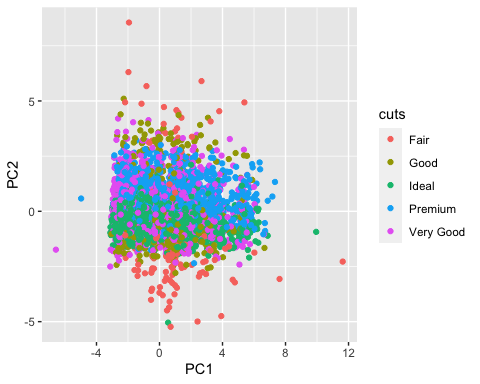 PC2
5
0
-5
-4
0
4
8
12
PC1
cuts
Fair
Good
Ideal
Premium
Very Good